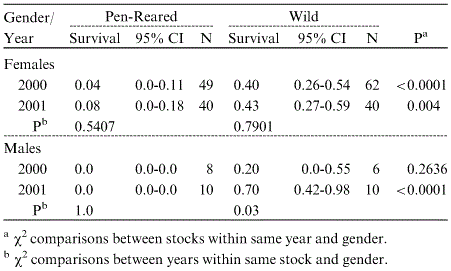 Gender/ Pen-Reared Wild
Year Survival 95% CI N Survival 95% CI N Pᵃ
Females
2000 0.04 0.0-0.11 49 0.40 0.26-0.54 62 <0.0001
2001 0.08 0.0-0.18 40 0.43 0.27-0.59 40 0.004
Pᵇ 0.5407 0.7901
Males
2000 0.0 0.0-0.0 8 0.20 0.0-0.55 6 0.2636
2001 0.0 0.0-0.0 10 0.70 0.42-0.98 10 <0.0001
Pᵇ 1.0 0.03
ᵃ χ² comparisons between stocks within same year and gender.
ᵇ χ² comparisons between years within same stock and gender.